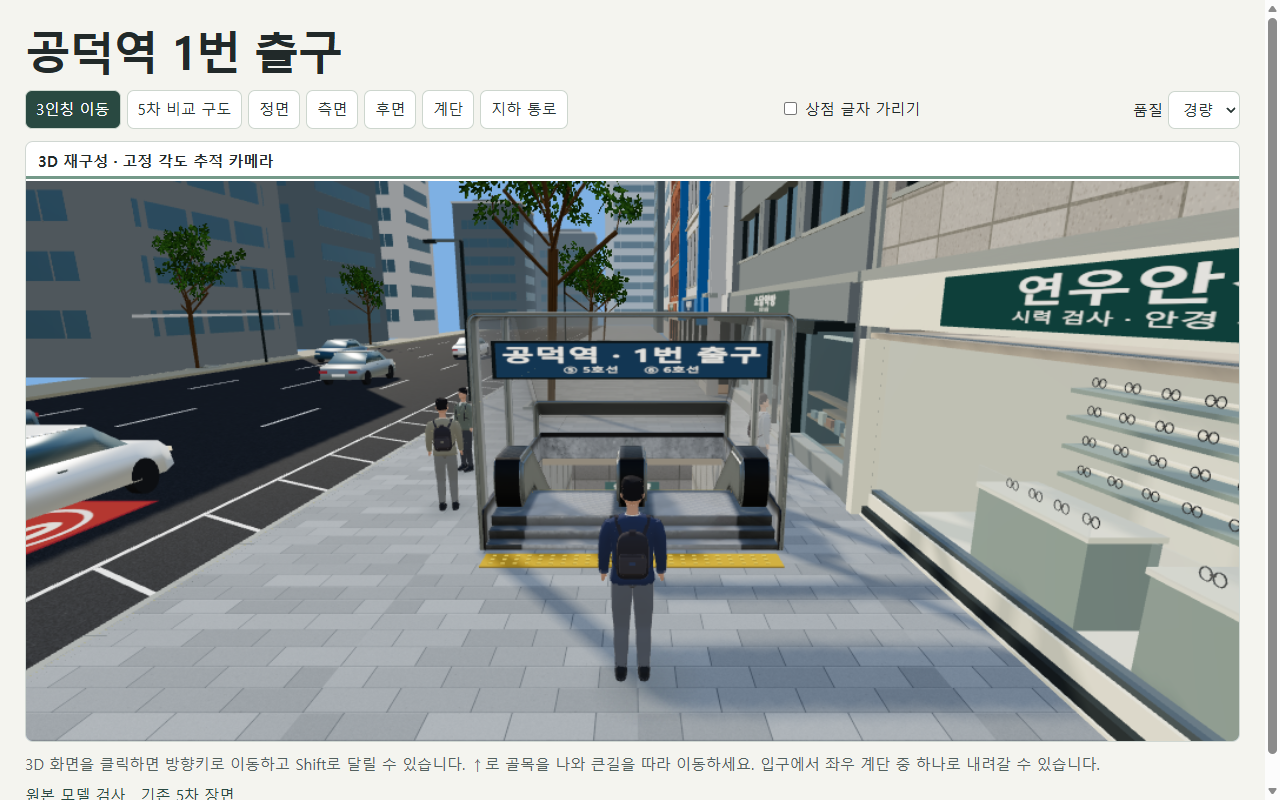 공덕역 1번 출구
3인칭 이동
5차 비교 구도
정면
측면
후면
계단
지하 통로
상점 글자 가리기
품질
경량
3D 재구성 · 고정 각도 추적 카메라
연우안
시력 검사 · 안경
공덕역 · 1번 출구
⑤ 5호선 ⑥ 6호선
3D 화면을 클릭하면 방향키로 이동하고 Shift로 달릴 수 있습니다. ↑로 골목을 나와 큰길을 따라 이동하세요. 입구에서 좌우 계단 중 하나로 내려갈 수 있습니다.
원본 모델 검사 기존 5차 장면